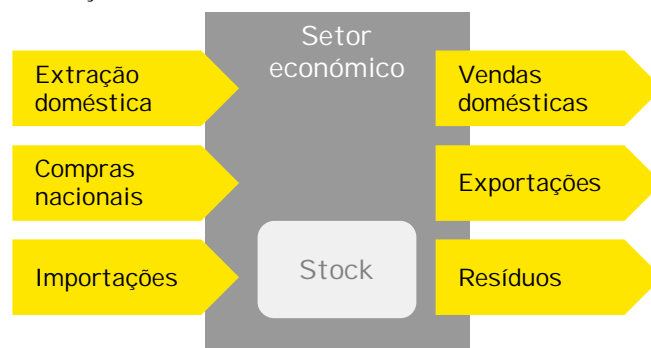 Setor
económico
Extração
doméstica
Vendas
domésticas
Compras
nacionais
Exportações
Importações
Stock
Resíduos